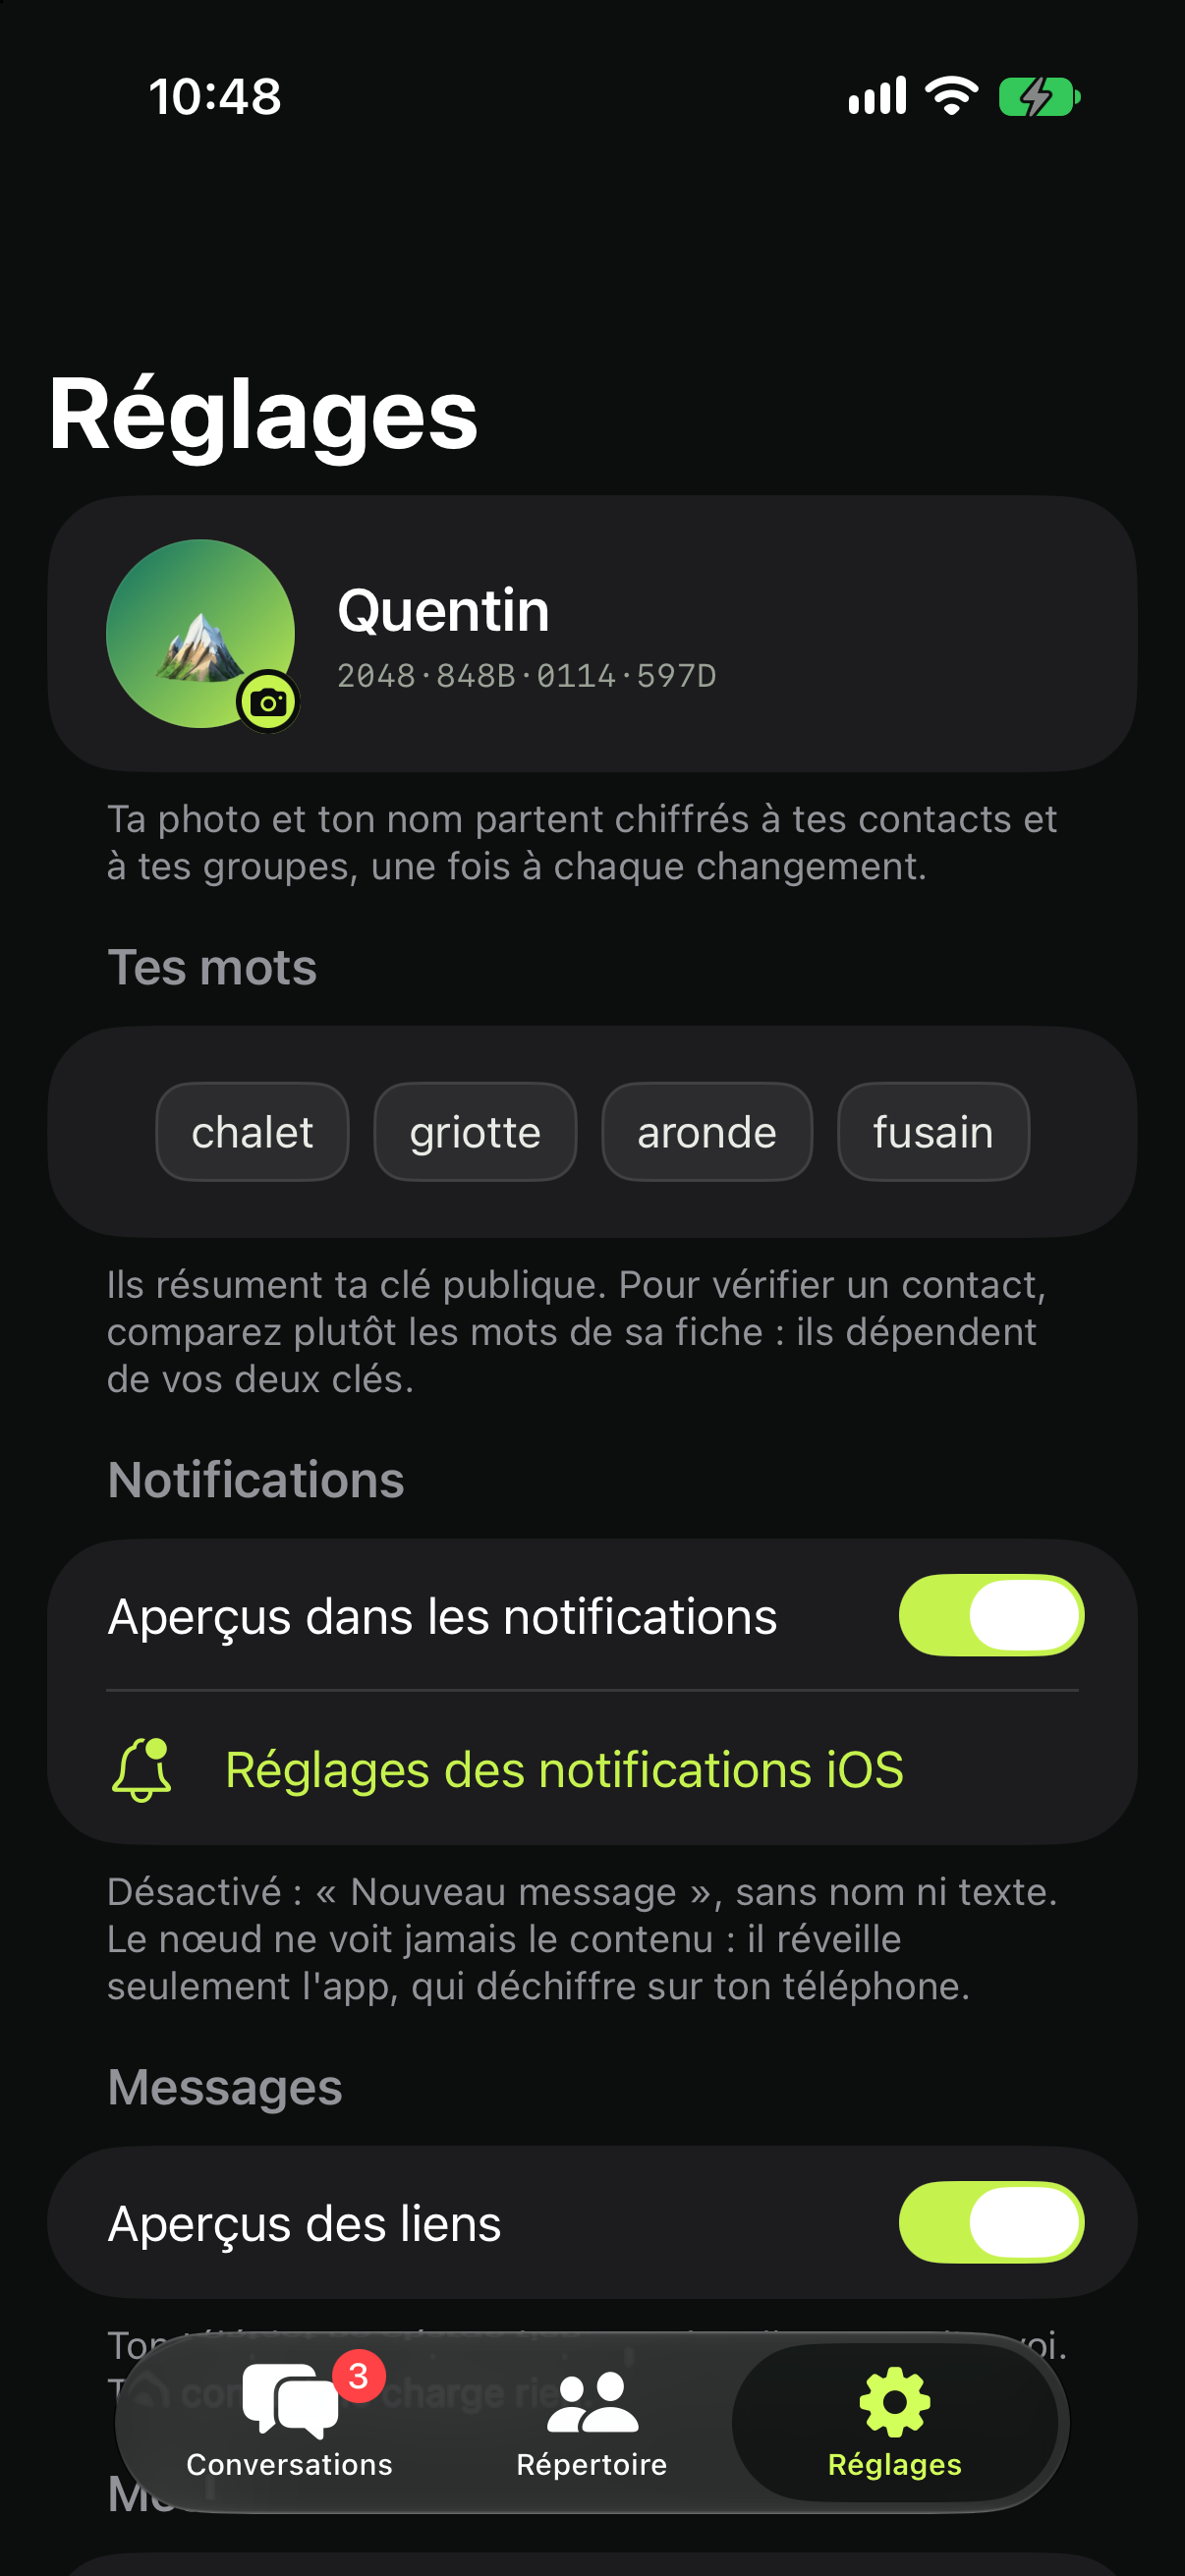 10:48
Réglages
Quentin
2048·848B·0114·597D
Ta photo et ton nom partent chiffrés à tes contacts et
à tes groupes, une fois à chaque changement.
Tes mots
chalet griotte aronde fusain
Ils résument ta clé publique. Pour vérifier un contact,
comparez plutôt les mots de sa fiche : ils dépendent
de vos deux clés.
Notifications
Aperçus dans les notifications
Réglages des notifications iOS
Désactivé : « Nouveau message », sans nom ni texte.
Le nœud ne voit jamais le contenu : il réveille
seulement l'app, qui déchiffre sur ton téléphone.
Messages
Aperçus des liens
charge
3
Conversations Répertoire Réglages